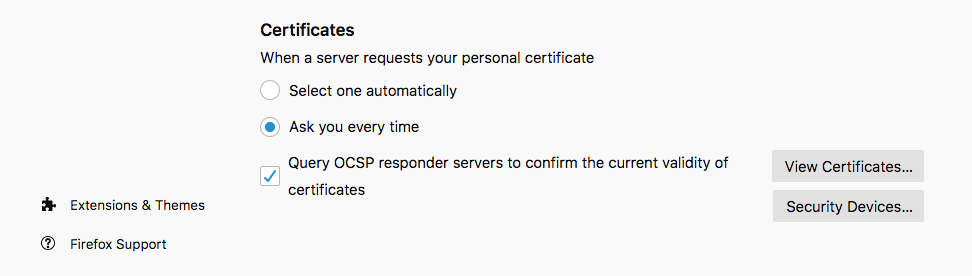 Certificates
When a server requests your personal certificate
Select one automatically
Ask you every time
Query OCSP responder servers to confirm the current validity of
certificates
View Certificates...
Security Devices...
Extensions & Themes
Firefox Support